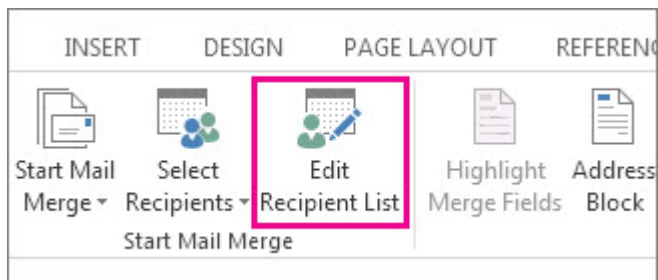 INSERT DESIGN PAGE LAYOUT
Start Mail Select Edit Highlight Address
Merge Recipients Recipient List Merge Fields Block
Start Mail Merge